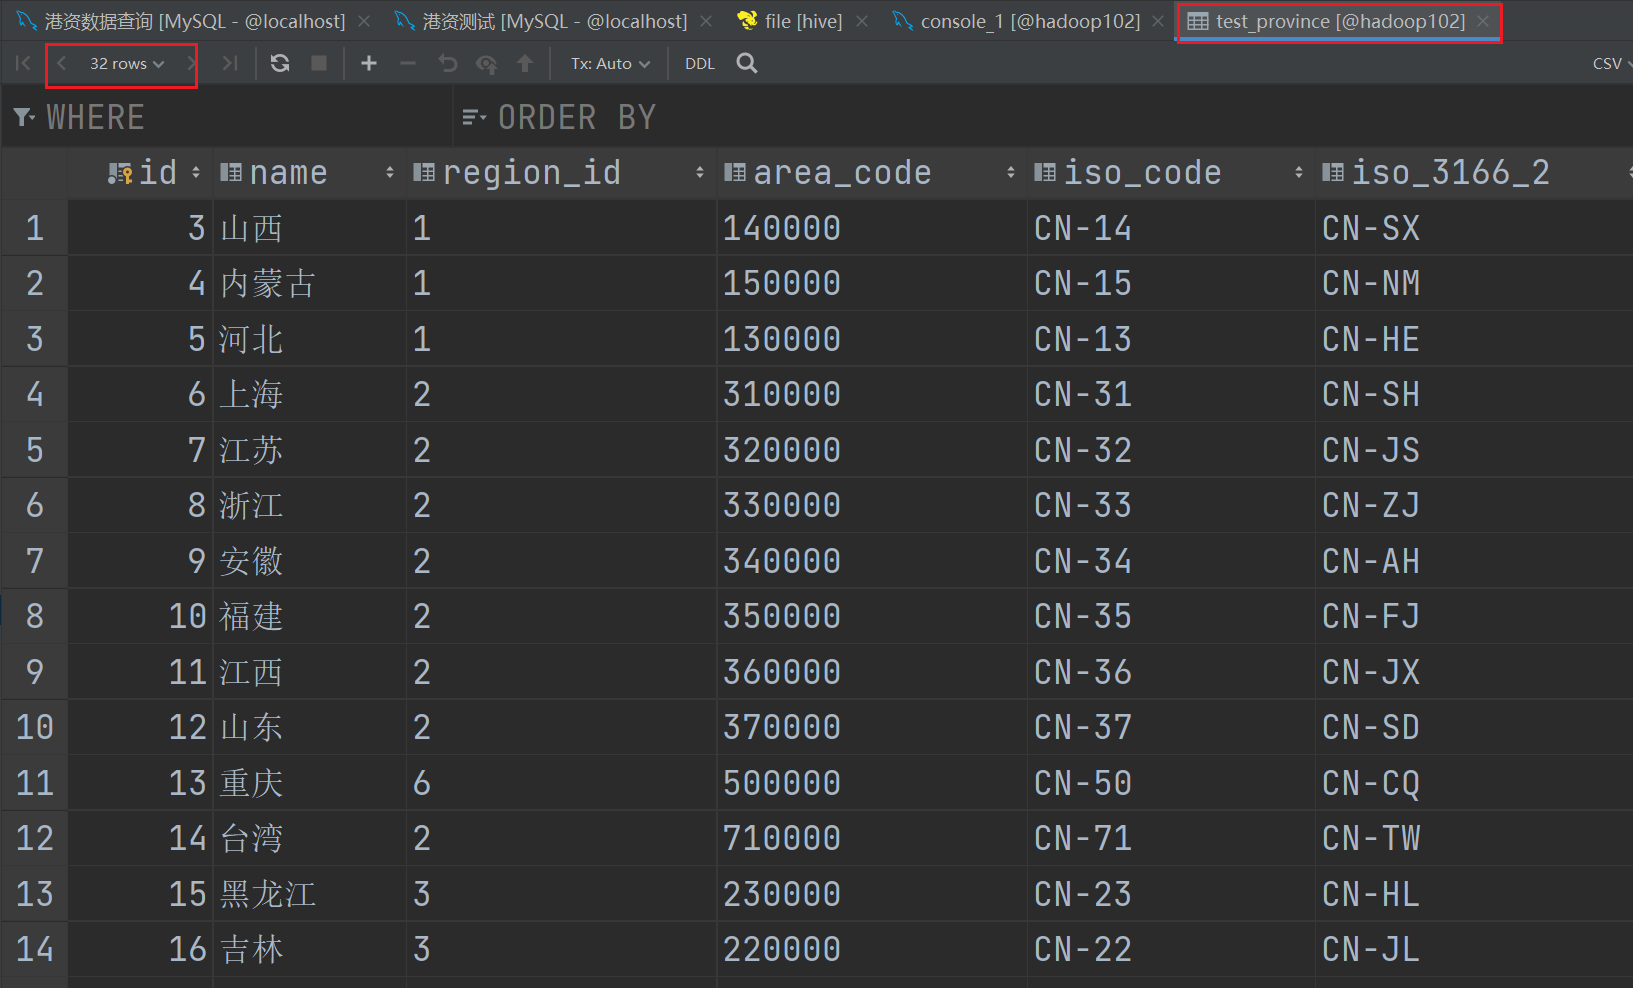 港资数据查询 [MySQL - @localhost] 港资测试 [MySQL - @localhost] file [hive] console_1 [@hadoop102] test_province [@hadoop102]
32 rows Tx: Auto DDL CSV
WHERE ORDER BY
id name region_id area_code iso_code iso_3166_2
1 3 山西 1 140000 CN-14 CN-SX
2 4 内蒙古 1 150000 CN-15 CN-NM
3 5 河北 1 130000 CN-13 CN-HE
4 6 上海 2 310000 CN-31 CN-SH
5 7 江苏 2 320000 CN-32 CN-JS
6 8 浙江 2 330000 CN-33 CN-ZJ
7 9 安徽 2 340000 CN-34 CN-AH
8 10 福建 2 350000 CN-35 CN-FJ
9 11 江西 2 360000 CN-36 CN-JX
10 12 山东 2 370000 CN-37 CN-SD
11 13 重庆 6 500000 CN-50 CN-CQ
12 14 台湾 2 710000 CN-71 CN-TW
13 15 黑龙江 3 230000 CN-23 CN-HL
14 16 吉林 3 220000 CN-22 CN-JL